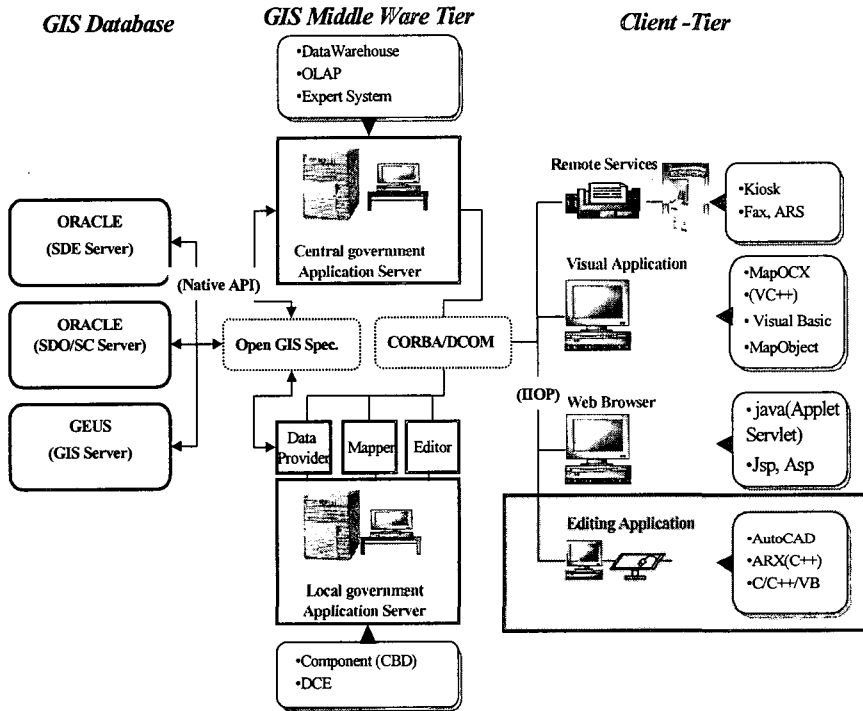 GIS Database
GIS Middle Ware Tier
Client -Tier
•DataWarehouse
•OLAP
•Expert System
Central government
Application Server
ORACLE
(SDE Server)
ORACLE
(SDO/SC Server)
GEUS
(GIS Server)
(Native API)
Open GIS Spec.
CORBA/DCOM
Data
Provider
Mapper
Editor
Local government
Application Server
•Component (CBD)
•DCE
(IIOP)
Remote Services
•Kiosk
•Fax, ARS
Visual Application
•MapOCX
•(VC++)
• Visual Basic
•MapObject
Web Browser
• java(Applet
Servlet)
•Jsp, Asp
Editing Application
•AutoCAD
•ARX(C++)
•C/C++/VB